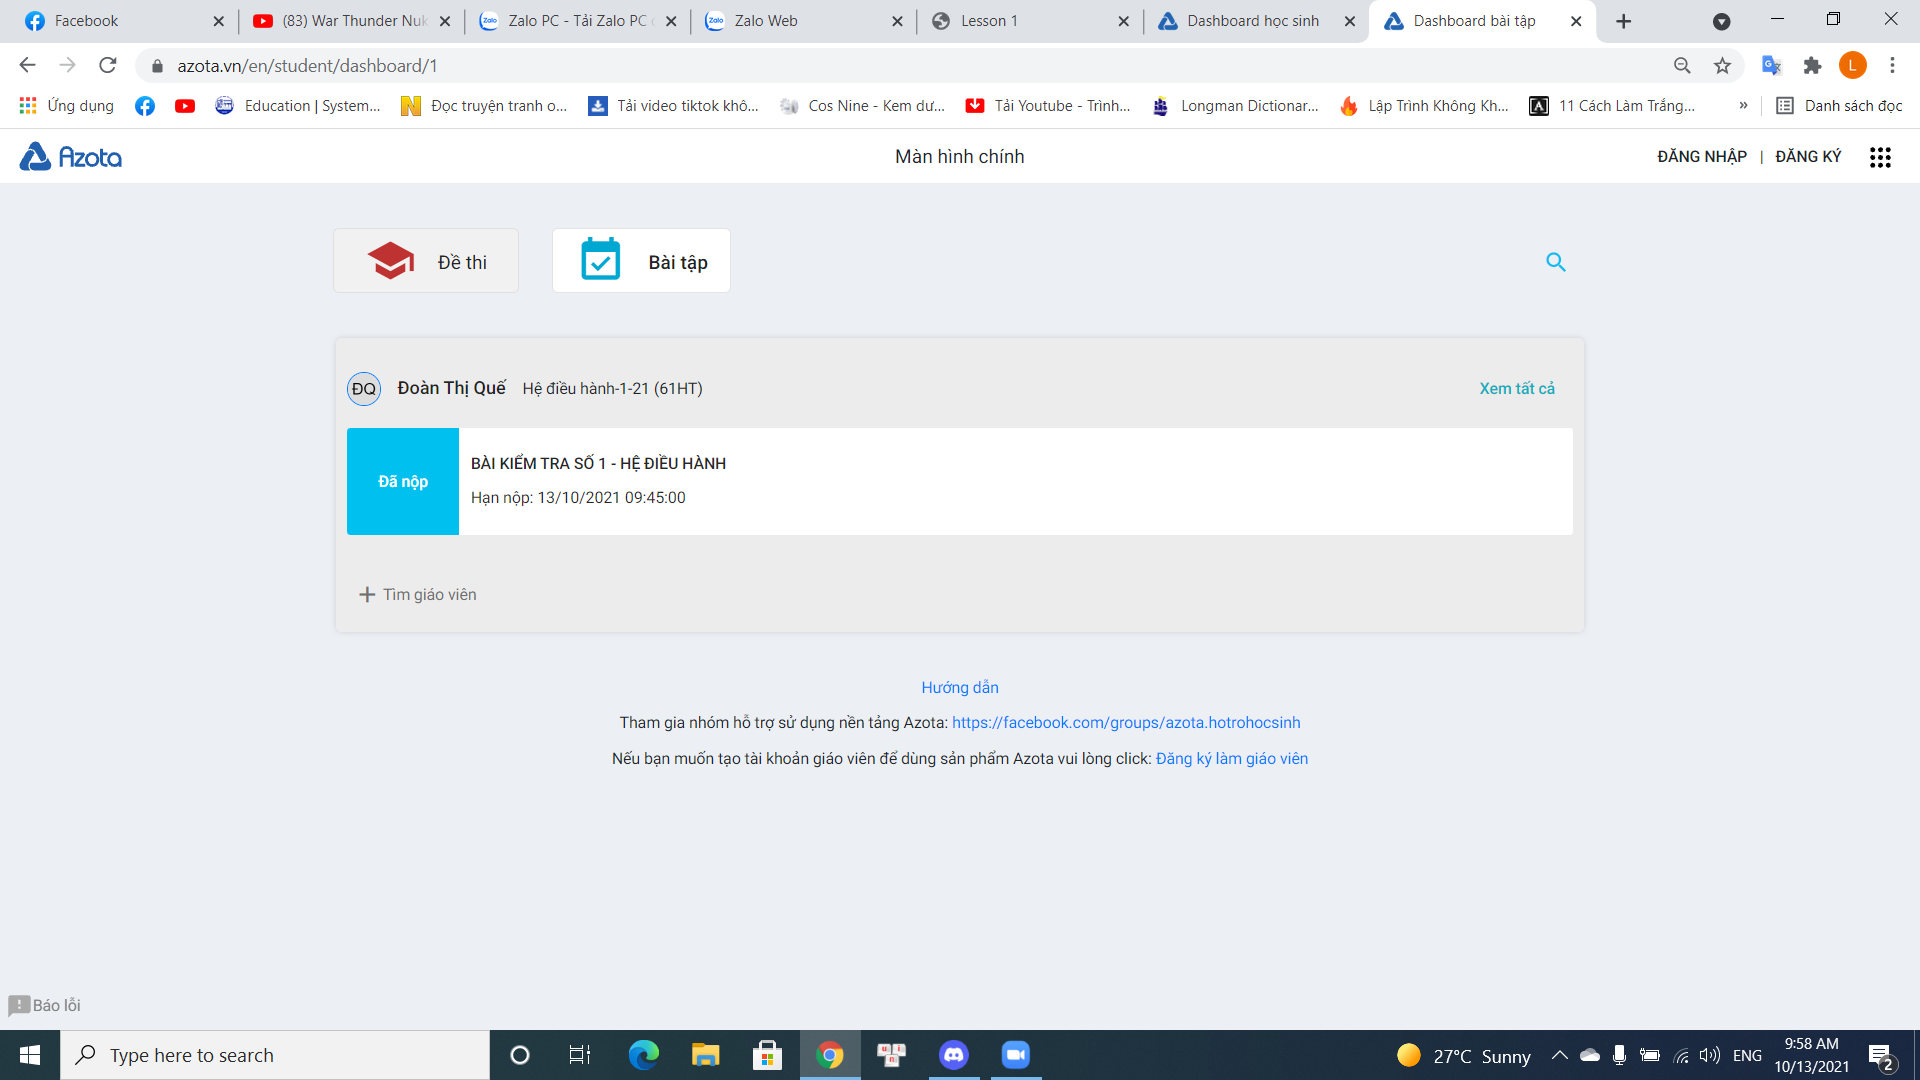 Facebook
(83) War Thunder Nuk
Zalo PC - Tải Zalo PC
Zalo Web
Lesson 1
Dashboard học sinh
Dashboard bài tập
azota.vn/en/student/dashboard/1
L
Ứng dụng
Education | System...
Đọc truyện tranh o...
Tải video tiktok khô...
Cos Nine - Kem dư...
Tải Youtube - Trình...
Longman Dictionar...
Lập Trình Không Kh...
11 Cách Làm Trắng...
»
Danh sách đọc
Azota
Màn hình chính
ĐĂNG NHẬP | ĐĂNG KÝ
Đề thi
Bài tập
ĐQ Đoàn Thị Quế Hệ điều hành-1-21 (61HT)
Xem tất cả
Đã nộp
BÀI KIỂM TRA SỐ 1 - HỆ ĐIỀU HÀNH
Hạn nộp: 13/10/2021 09:45:00
+ Tìm giáo viên
Hướng dẫn
Tham gia nhóm hỗ trợ sử dụng nền tảng Azota: https://facebook.com/groups/azota.hotrohocsinh
Nếu bạn muốn tạo tài khoản giáo viên để dùng sản phẩm Azota vui lòng click: Đăng ký làm giáo viên
Báo lỗi
Type here to search
27°C Sunny
ENG
9:58 AM
10/13/2021
2